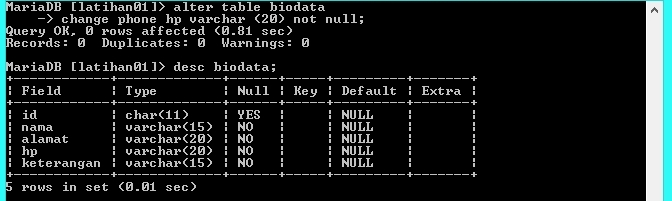 MariaDB [latihan01]> alter table biodata
    -> change phone hp varchar (20) not null;
Query OK, 0 rows affected (0.81 sec)
Records: 0  Duplicates: 0  Warnings: 0
MariaDB [latihan01]> desc biodata;
+------------+-------------+------+-----+---------+-------+
| Field      | Type        | Null | Key | Default | Extra |
+------------+-------------+------+-----+---------+-------+
| id         | char(11)    | YES  |     | NULL    |       |
| nama       | varchar(15) | NO   |     | NULL    |       |
| alamat     | varchar(20) | NO   |     | NULL    |       |
| hp         | varchar(20) | NO   |     | NULL    |       |
| keterangan | varchar(15) | NO   |     | NULL    |       |
+------------+-------------+------+-----+---------+-------+
5 rows in set (0.01 sec)